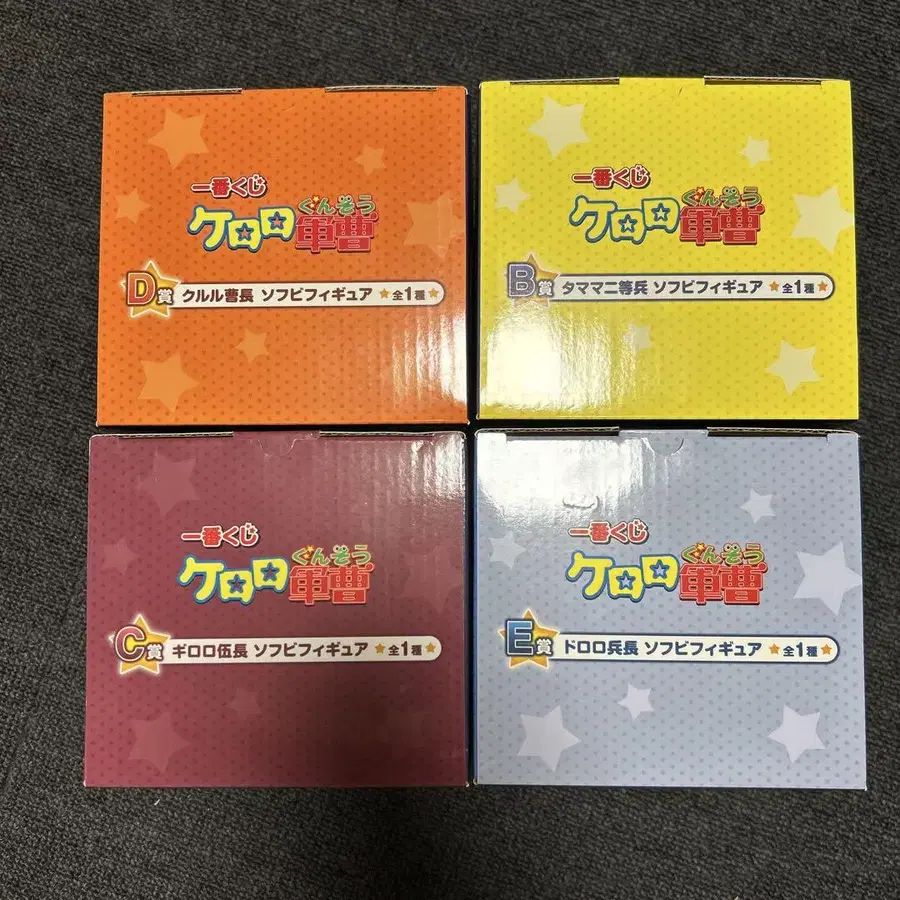 一番くじ
ケロロ
ぐんそう
軍曹
D賞 クルル曹長 ソフビフィギュア ★全1種★
一番くじ
ケロロ
ぐんそう
軍曹
B賞 タママ二等兵 ソフビフィギュア ★全1種★
一番くじ
ケロロ
ぐんそう
軍曹
C賞 ギロロ伍長 ソフビフィギュア ★全1種★
一番くじ
ケロロ
ぐんそう
軍曹
E賞 ドロロ兵長 ソフビフィギュア ★全1種★